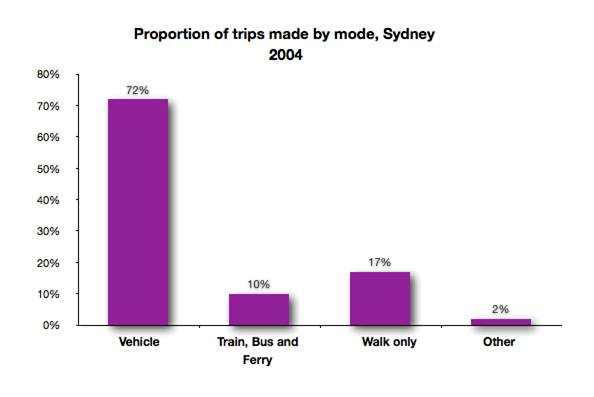 Proportion of trips made by mode, Sydney
2004
80%
70%
60%
50%
40%
30%
20%
10%
0%
72%
10%
17%
2%
Vehicle
Train, Bus and
Ferry
Walk only
Other